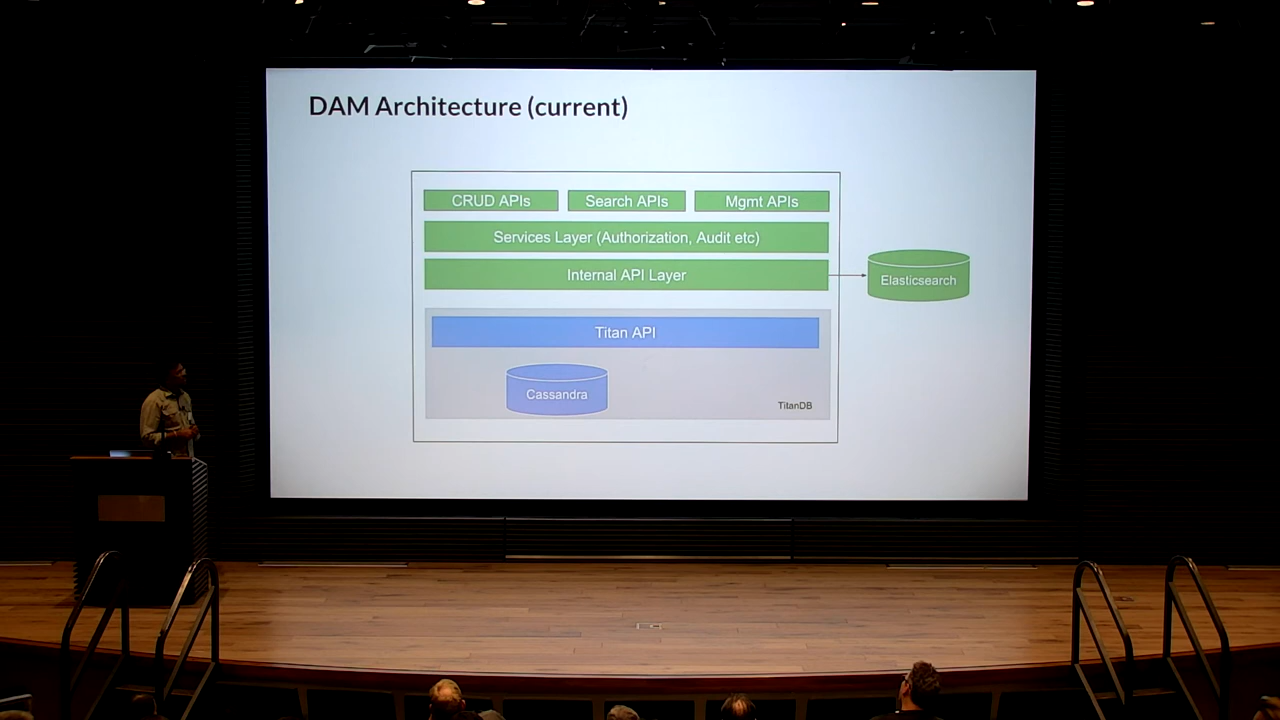 DAM Architecture (current)
CRUD APIs
Search APIs
Mgmt APIs
Services Layer (Authorization, Audit etc)
Internal API Layer
Elasticsearch
Titan API
Cassandra
TitanDB